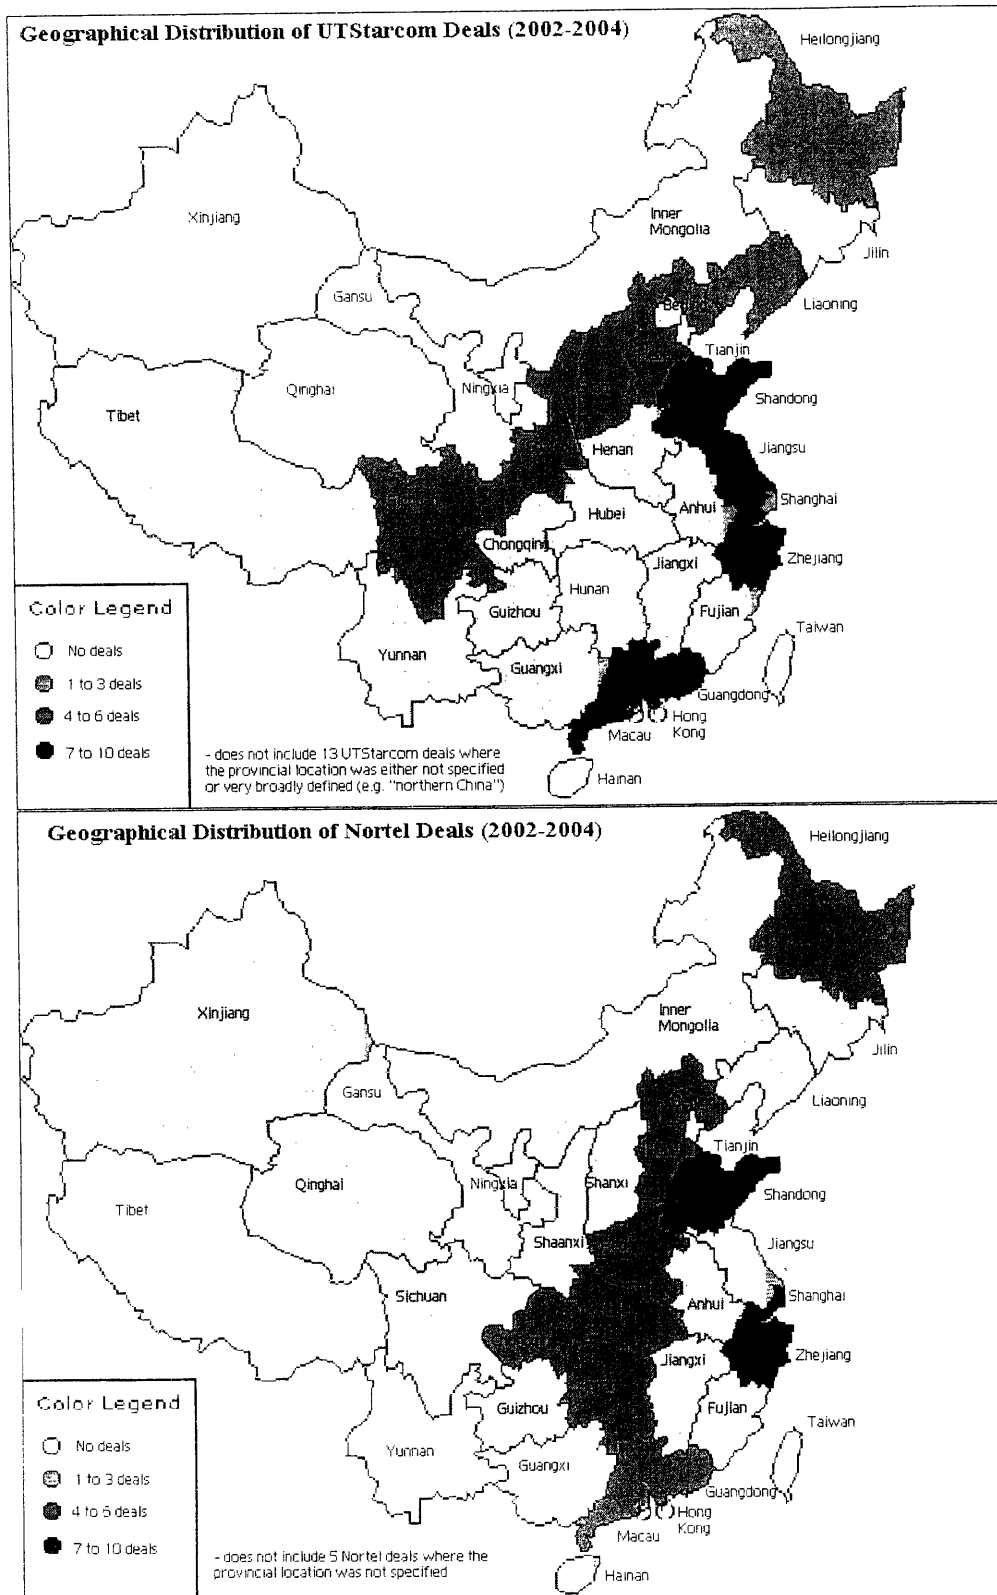 Geographical Distribution of UTStarcom Deals (2002-2004)
Heilongjiang
Xinjiang
Inner
Mongolia
Jilin
Gansu
Beijing
Liaoning
Tianjin
Qinghai
Ningxia
Shandong
Tibet
Henan
Jiangsu
Shanghai
Anhui
Hubei
Chongqing
Zhejiang
Jiangxi
Hunan
Guizhou
Fujian
Taiwan
Yunnan
Guangxi
Guangdong
Hong
Kong
Macau
Hainan
Color Legend
No deals
1 to 3 deals
4 to 6 deals
7 to 10 deals
- does not include 13 UTStarcom deals where
the provincial location was either not specified
or very broadly defined (e.g. "northern China")
Geographical Distribution of Nortel Deals (2002-2004)
Heilongjiang
Xinjiang
Inner
Mongolia
Jilin
Gansu
Liaoning
Tianjin
Qinghai
Ningxia
Shanxi
Shandong
Tibet
Shaanxi
Jiangsu
Sichuan
Shanghai
Anhui
Zhejiang
Jiangxi
Guizhou
Fujian
Taiwan
Yunnan
Guangxi
Guangdong
Hong
Kong
Macau
Hainan
Color Legend
No deals
1 to 3 deals
4 to 6 deals
7 to 10 deals
- does not include 5 Nortel deals where the
provincial location was not specified